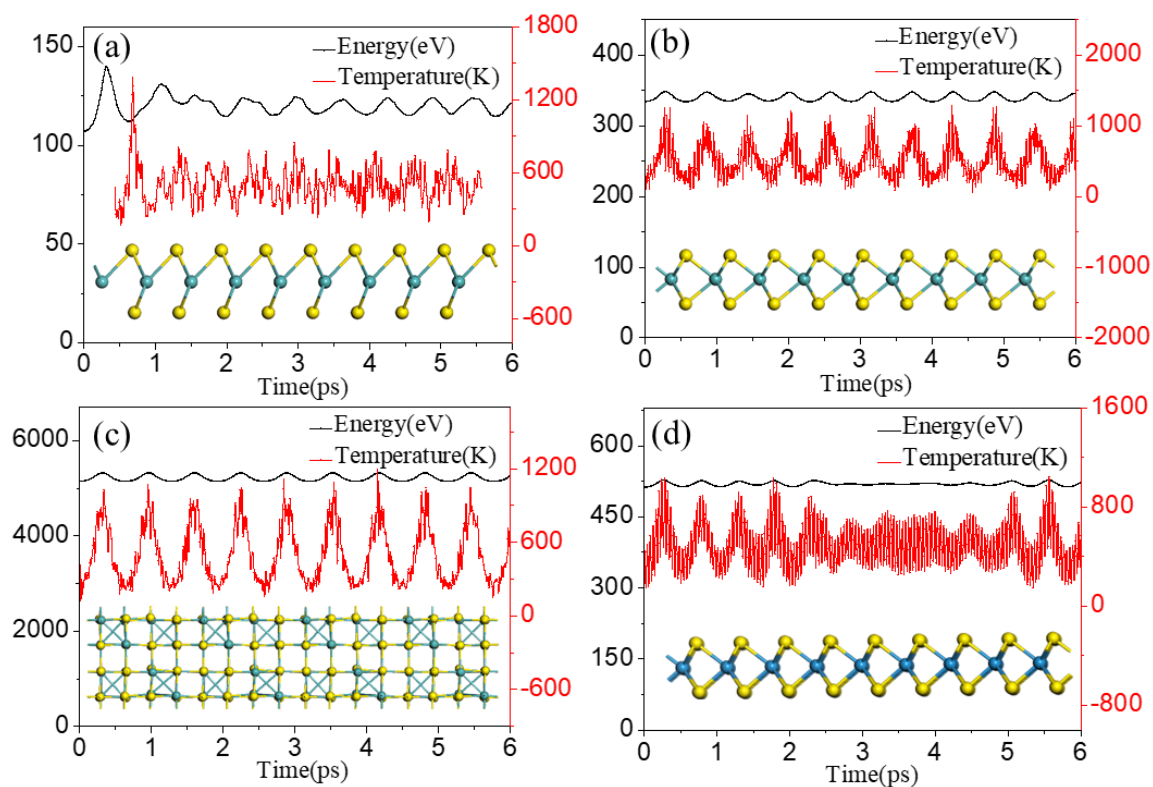 (a)
Energy(eV)
Temperature(K)
150
100
50
0
1800
1200
600
0
-600
0 1 2 3 4 5 6
Time(ps)
(b)
Energy(eV)
Temperature(K)
400
300
200
100
0
2000
1000
0
-1000
-2000
0 1 2 3 4 5 6
Time(ps)
(c)
Energy(eV)
Temperature(K)
6000
4000
2000
0
1200
600
0
-600
0 1 2 3 4 5 6
Time(ps)
(d)
Energy(eV)
Temperature(K)
600
450
300
150
0
1600
800
0
-800
0 1 2 3 4 5 6
Time(ps)